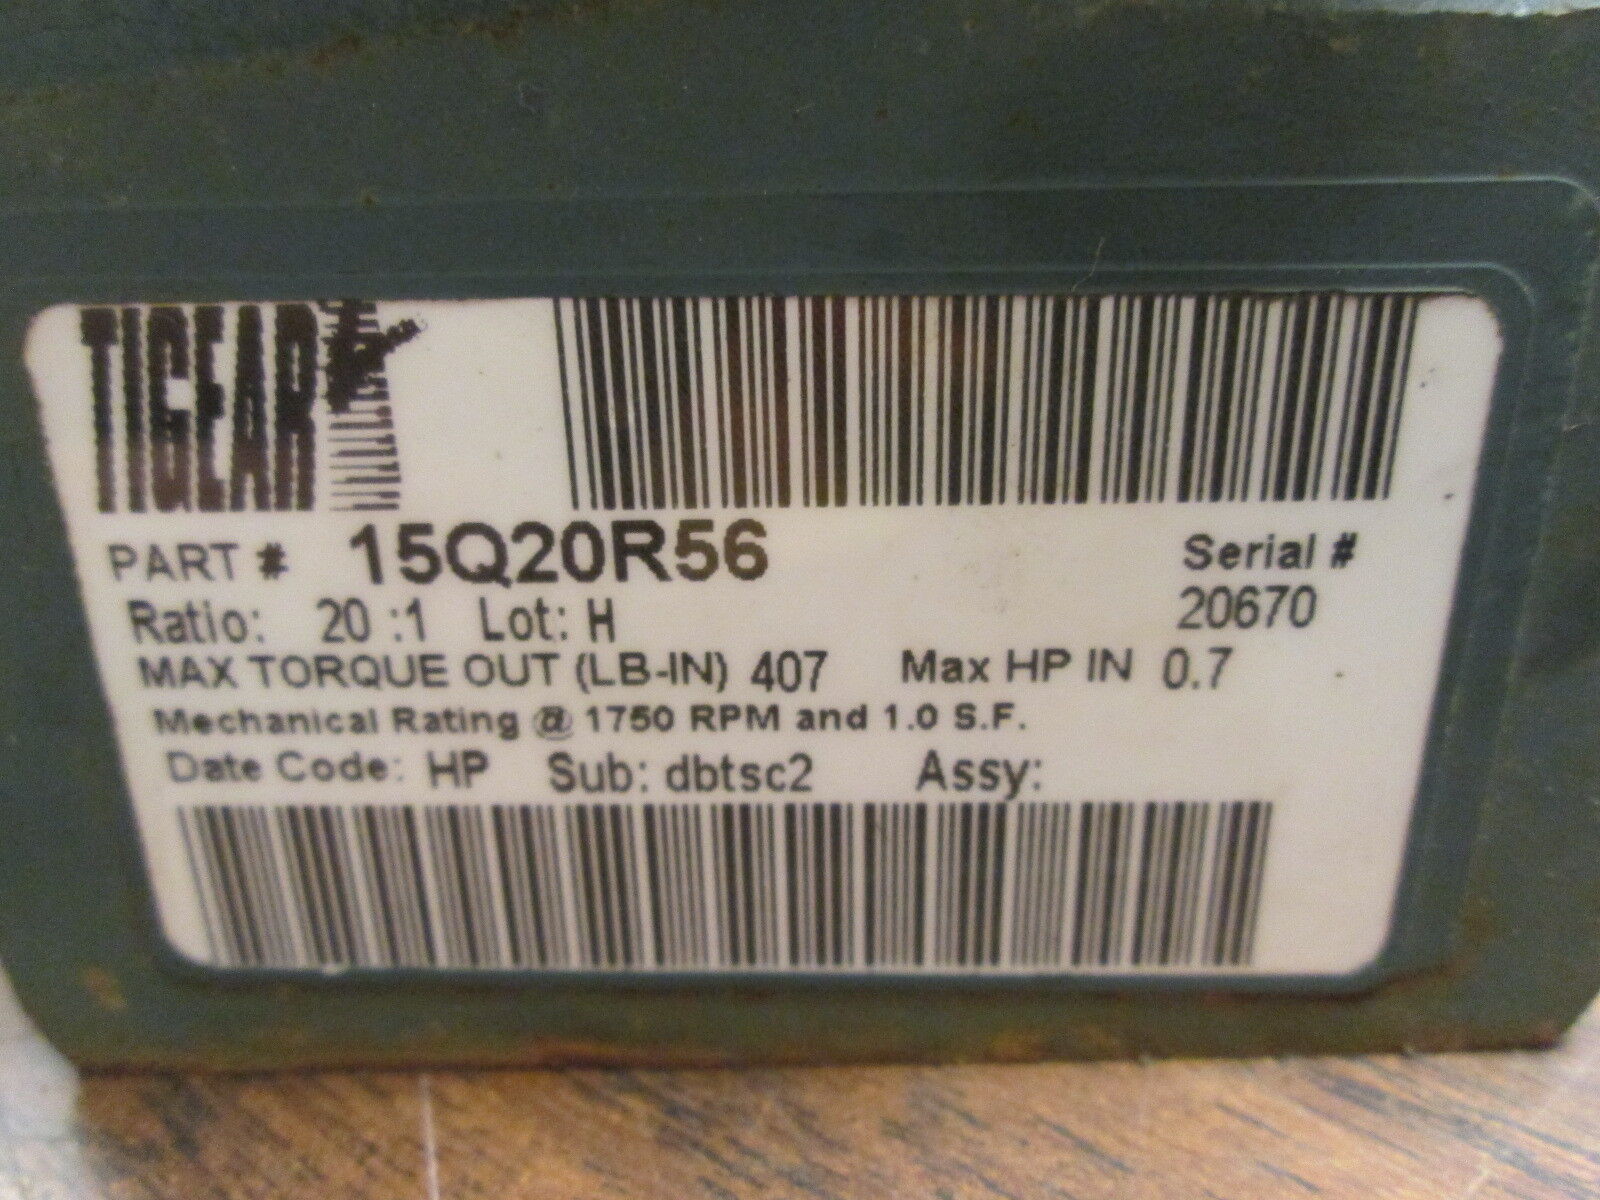 TIGEAR
PART # 15Q20R56
Serial #
Ratio: 20 :1 Lot: H
20670
MAX TORQUE OUT (LB-IN) 407 Max HP IN 0.7
Mechanical Rating @ 1750 RPM and 1.0 S.F.
Date Code: HP Sub: dbtsc2 Assy: